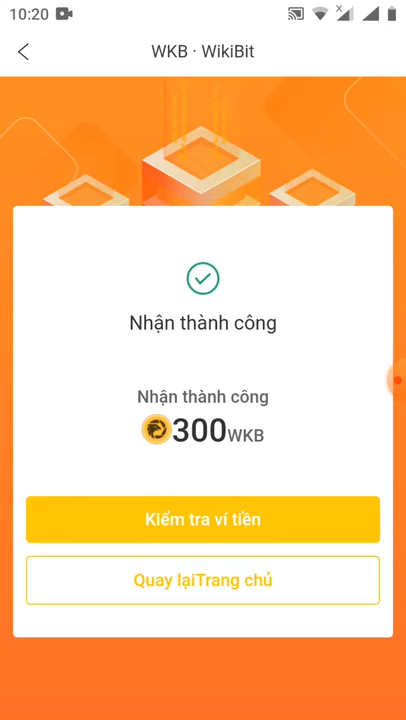 10:20
WKB · WikiBit
Nhận thành công
Nhận thành công
300WKB
Kiểm tra ví tiền
Quay lạiTrang chủ